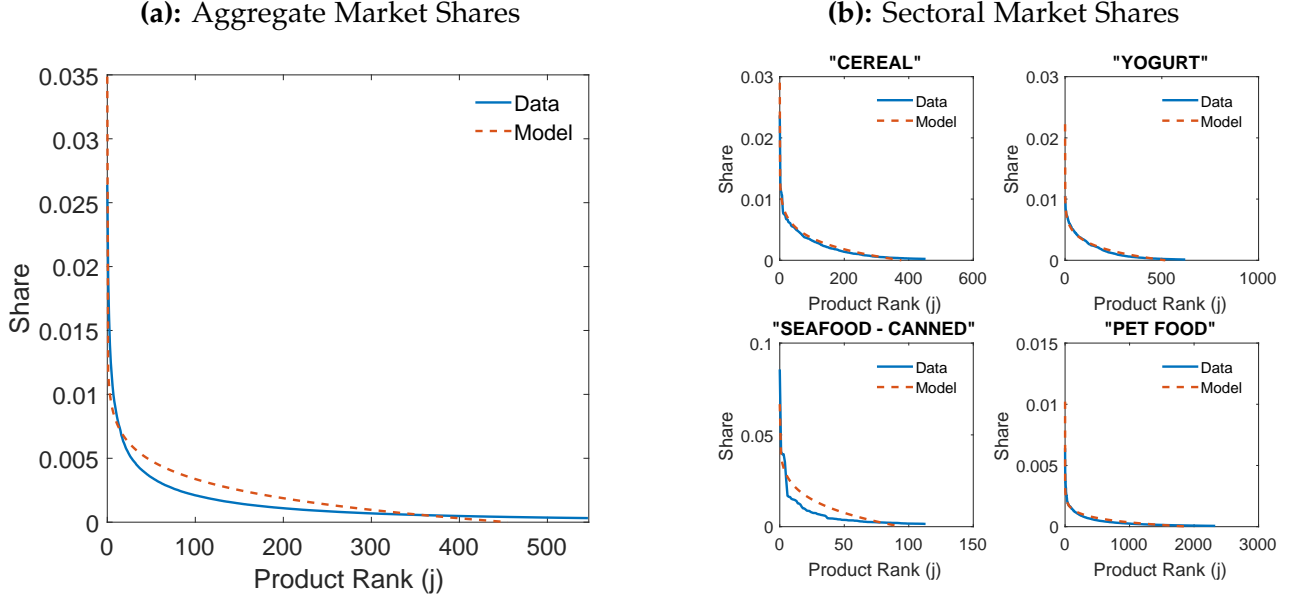 (a): Aggregate Market Shares
0.035
0.03
0.025
0.02
0.015
0.01
0.005
0
Share
0
100
200
300
400
500
Product Rank (j)
Data
Model
(b): Sectoral Market Shares
"CEREAL"
0.03
0.02
0.01
0
Share
0
200
400
600
Product Rank (j)
Data
Model
"YOGURT"
0.03
0.02
0.01
0
Share
0
500
1000
Product Rank (j)
Data
Model
"SEAFOOD - CANNED"
0.1
0.05
0
Share
0
50
100
150
Product Rank (j)
Data
Model
"PET FOOD"
0.015
0.01
0.005
0
Share
0
1000
2000
3000
Product Rank (j)
Data
Model